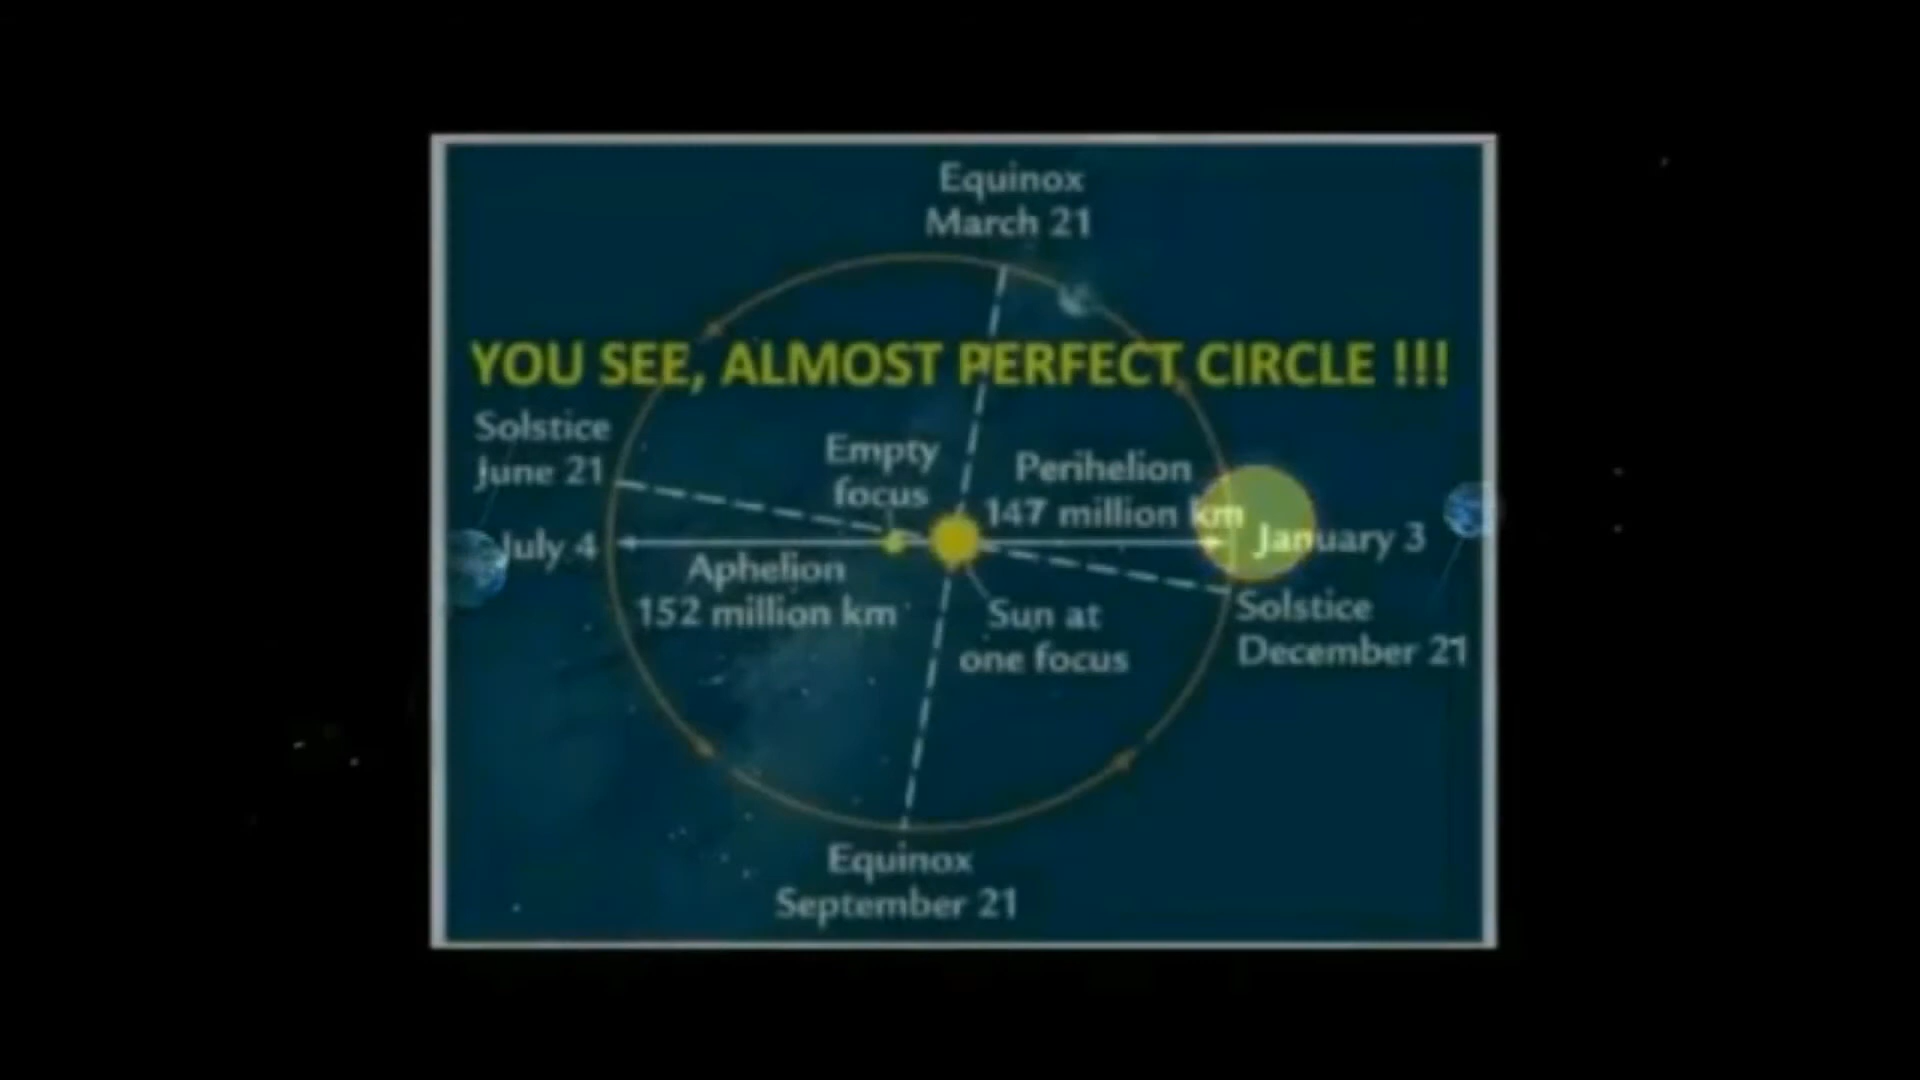 Equinox
March 21
YOU SEE, ALMOST PERFECT CIRCLE !!!
Solstice
June 21
Empty
focus
Perihelion
147 million km
July 4
January 3
Aphelion
152 million km
Sun at
one focus
Solstice
December 21
Equinox
September 21